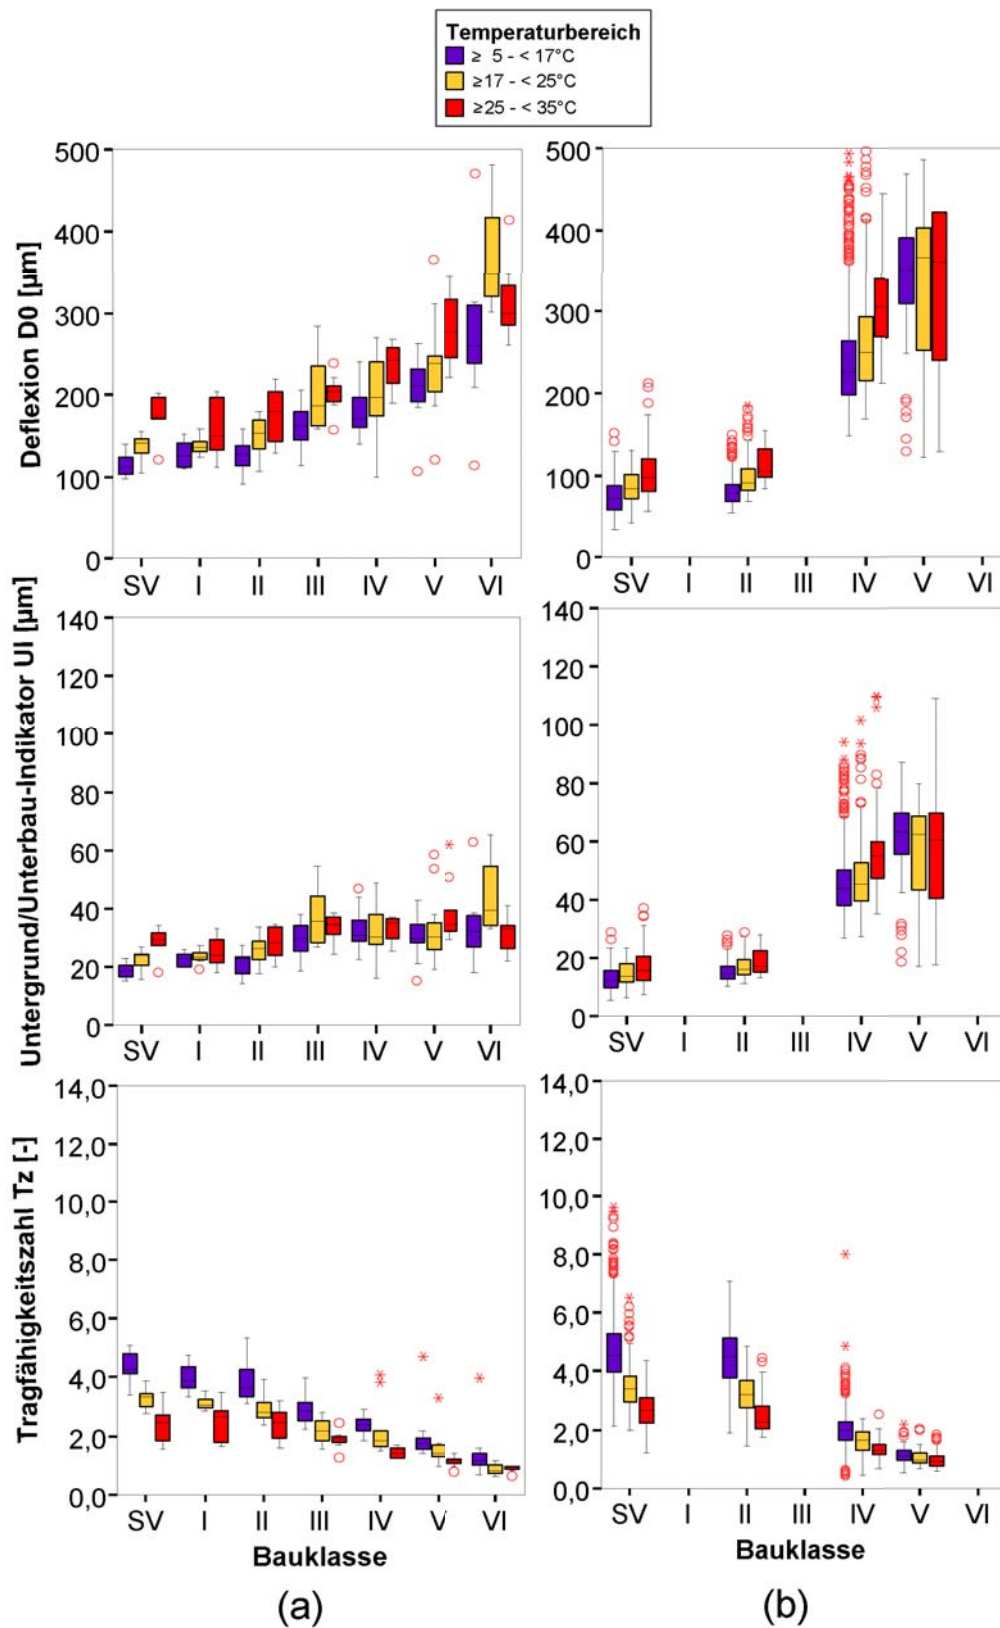 Temperaturbereich
≥ 5 - < 17°C
≥17 - < 25°C
≥25 - < 35°C
Deflexion D0 [µm]
500
400
300
200
100
0
SV I II III IV V VI
500
400
300
200
100
0
SV I II III IV V VI
Untergrund/Unterbau-Indikator UI [µm]
140
120
100
80
60
40
20
0
SV I II III IV V VI
140
120
100
80
60
40
20
0
SV I II III IV V VI
Tragfähigkeitszahl Tz [-]
14,0
12,0
10,0
8,0
6,0
4,0
2,0
0,0
SV I II III IV V VI
Bauklasse
(a)
14,0
12,0
10,0
8,0
6,0
4,0
2,0
0,0
SV I II III IV V VI
Bauklasse
(b)